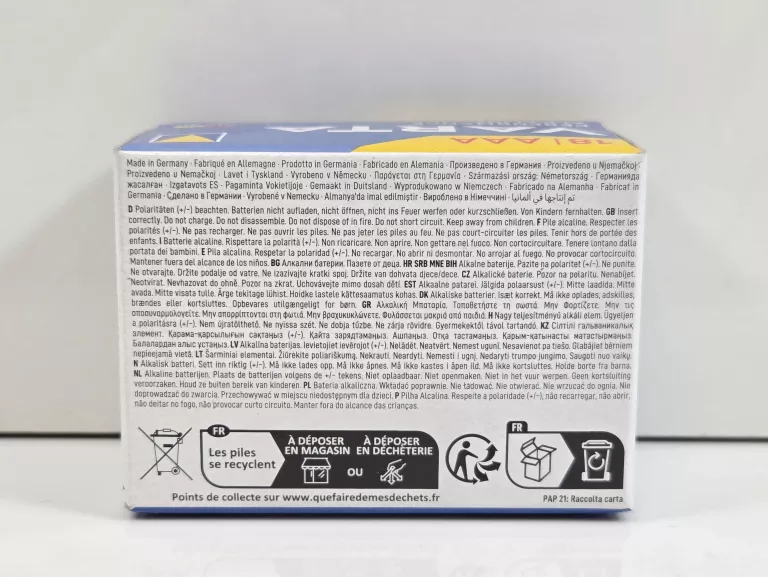 VARTA
18 | AAA
Made in Germany · Fabriqué en Allemagne · Prodotto in Germania · Fabricado en Alemania · Произведено в Германия · Proizvedeno u Njemačkoj
Proizvedeno u Nemačkoj · Lavet i Tyskland · Vyrobeno v Německu · Παράγεται στη Γερμανία · Származási ország: Németország · Германияда
жасалған · Izgatavots ES · Pagaminta Vokietijoje · Gemaakt in Duitsland · Wyprodukowano w Niemczech · Fabricado na Alemanha · Fabricat în
Germania · Сделано в Германии · Vyrobené v Nemecku · Almanya'da imal edilmiştir · Вироблено в Німеччині · تم إنتاجها في ألمانيا
D Polaritäten (+/-) beachten. Batterien nicht aufladen, nicht öffnen, nicht ins Feuer werfen oder kurzschließen. Von Kindern fernhalten. GB Insert
correctly. Do not charge. Do not disassemble. Do not dispose of in fire. Do not short circuit. Keep away from children. F Pile alcaline. Respecter les
polarités (+/-). Ne pas recharger. Ne pas ouvrir les piles. Ne pas jeter les piles au feu. Ne pas court-circuiter les piles. Tenir hors de portée des
enfants. I Batterie alcaline. Rispettare la polarità (+/-). Non ricaricare. Non aprire. Non gettare nel fuoco. Non cortocircuitare. Tenere lontano dalla
portata dei bambini. E Pila alcalina. Respetar la polaridad (+/-). No recargar. No abrir ni desmontar. No arrojar al fuego. No provocar cortocircuito.
Mantener fuera del alcance de los niños. BG Алкални батерии. Пазете от деца. HR SRB MNE BIH Alkalne baterije. Pazite na polaritet (+/-). Ne punite.
Ne otvarajte. Držite podalje od vatre. Ne izazivajte kratki spoj. Držite van dohvata djece/dece. CZ Alkalické baterie. Pozor na polaritu. Nenabíjet.
Neotvírat. Nevhazovat do ohně. Pozor na zkrat. Uchovávejte mimo dosah dětí. EST Alkaalne patarei. Jälgida polaarsust (+/-). Mitte laadida. Mitte
avada. Mitte visata tulle. Ärge tekitage lühist. Hoidke lastele kättesaamatus kohas. DK Alkaliske batterier. Isæt korrekt. Må ikke oplades, adskilles,
brændes eller kortsluttes. Opbevares utilgængeligt for børn. GR Αλκαλική Μπαταρία. Τοποθετήστε τη σωστά. Μην Φορτίζετε. Μην τις
αποσυναρμολογείτε. Μην απορρίπτονται στη φωτιά. Μην βραχυκυκλώνετε. Φυλάσσεται μακριά από παιδιά. H Nagy teljesítményű alkáli elem. Ügyeljen
a polaritásra (+/-). Nem újratölthető. Ne nyissa szét. Ne dobja tűzbe. Ne zárja rövidre. Gyermekektől távol tartandó. KZ Сілтілі гальваникалық
элемент. Қарама-қарсылығын сақтаңыз (+/-). Қайта зарядтамаңыз. Ашпаңыз. Отқа тастамаңыз. Қарым-қатынасты матастырмаңыз.
Балалардан алыс ұстаңыз. LV Alkalīna baterijas. Ievietojiet ievērojot (+/-). Nelādēt. Neatvērt. Nemest ugunī. Nesavienot pa tiešo. Glabājiet bērniem
nepieejamā vietā. LT Šarminiai elementai. Žiūrėkite poliariškumą. Nekrauti. Neardyti. Nemesti į ugnį. Nedaryti trumpo jungimo. Saugoti nuo vaikų.
N Alkalisk batteri. Sett inn riktig (+/-). Må ikke lades opp. Må ikke åpnes. Må ikke kastes i åpen ild. Må ikke kortsluttes. Holde borte fra barna.
NL Alkaline batterijen. Plaats de batterijen volgens de +/- tekens. Niet oplaadbaar. Niet openmaken. Niet in het vuur werpen. Geen kortsluiting
veroorzaken. Houd ze buiten bereik van kinderen. PL Bateria alkaliczna. Wkładać poprawnie. Nie ładować. Nie otwierać. Nie wrzucać do ognia. Nie
doprowadzać do zwarcia. Przechowywać w miejscu niedostępnym dla dzieci. P Pilha Alcalina. Respeite a polaridade (+/-), não recarregar, não abrir,
não deitar no fogo, não provocar curto circuito. Manter fora do alcance das crianças.
FR
Les piles
se recyclent
À DÉPOSER
EN MAGASIN
OU
À DÉPOSER
EN DÉCHÈTERIE
FR
Points de collecte sur www.quefairedemesdechets.fr
PAP 21: Raccolta carta